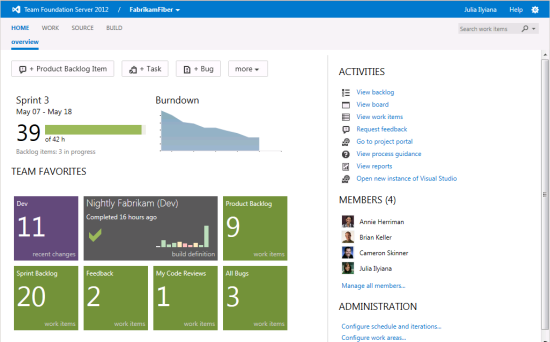 Team Foundation Server 2012 / FabrikamFiber
Julia Ilyiana Help
HOME WORK SOURCE BUILD
Search work items
overview
+ Product Backlog Item + Task + Bug more
Sprint 3
May 07 - May 18
39
of 42 h
Backlog items: 3 in progress
Burndown
TEAM FAVORITES
Dev
11
recent changes
Nightly Fabrikam (Dev)
Completed 16 hours ago
build definition
Product Backlog
9
work items
Sprint Backlog
20
work items
Feedback
2
work items
My Code Reviews
1
work items
All Bugs
3
work items
ACTIVITIES
View backlog
View board
View work items
Request feedback
Go to project portal
View process guidance
View reports
Open new instance of Visual Studio
MEMBERS (4)
Annie Herriman
Brian Keller
Cameron Skinner
Julia Ilyiana
Manage all members...
ADMINISTRATION
Configure schedule and iterations...
Configure work areas...